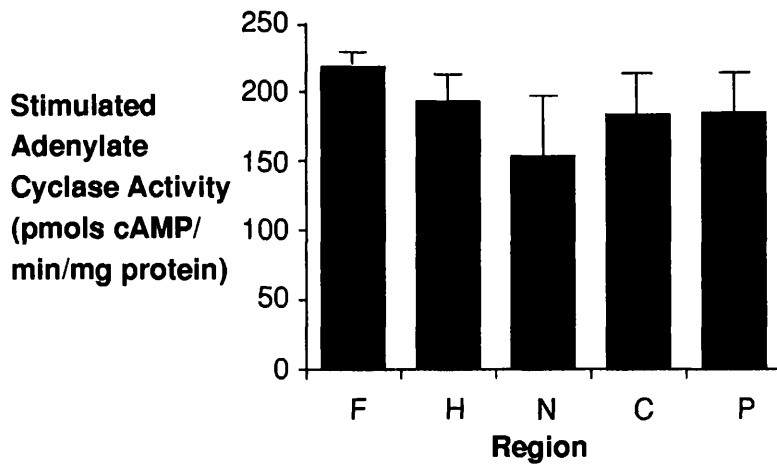 Stimulated
Adenylate
Cyclase Activity
(pmols cAMP/
min/mg protein)
250
200
150
100
50
0
F H N C P
Region